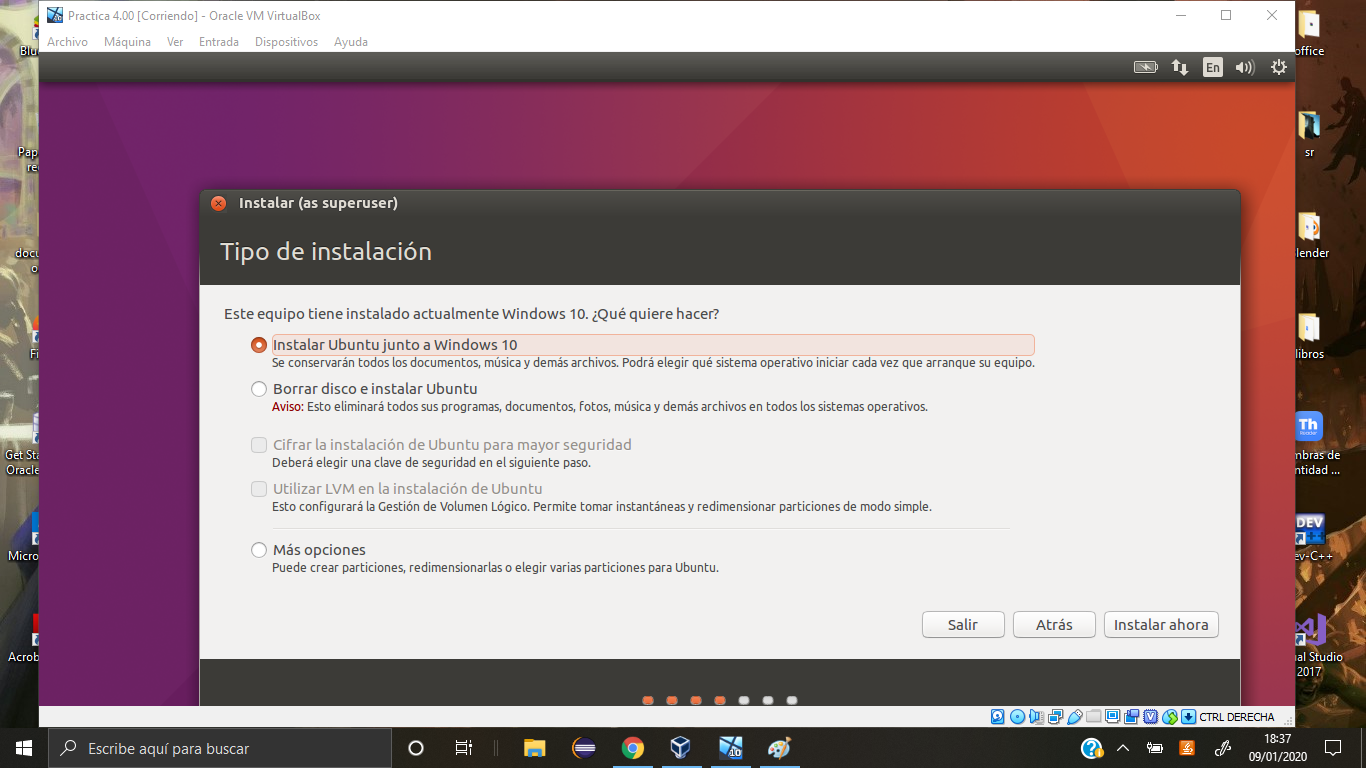 Practica 4.00 [Corriendo] - Oracle VM VirtualBox
Archivo Máquina Ver Entrada Dispositivos Ayuda
En
Instalar (as superuser)
Tipo de instalación
Este equipo tiene instalado actualmente Windows 10. ¿Qué quiere hacer?
Instalar Ubuntu junto a Windows 10
Se conservarán todos los documentos, música y demás archivos. Podrá elegir qué sistema operativo iniciar cada vez que arranque su equipo.
Borrar disco e instalar Ubuntu
Aviso: Esto eliminará todos sus programas, documentos, fotos, música y demás archivos en todos los sistemas operativos.
Cifrar la instalación de Ubuntu para mayor seguridad
Deberá elegir una clave de seguridad en el siguiente paso.
Utilizar LVM en la instalación de Ubuntu
Esto configurará la Gestión de Volumen Lógico. Permite tomar instantáneas y redimensionar particiones de modo simple.
Más opciones
Puede crear particiones, redimensionarlas o elegir varias particiones para Ubuntu.
Salir Atrás Instalar ahora
CTRL DERECHA
Blu
Pap
re
docu
o
Fi
Get Sta
Oracle
Micro
Acrob
office
sr
lender
libros
Th
Reader
mbras de
ntidad ...
DEV
ev-C++
al Studio
2017
Escribe aquí para buscar
10
18:37
09/01/2020